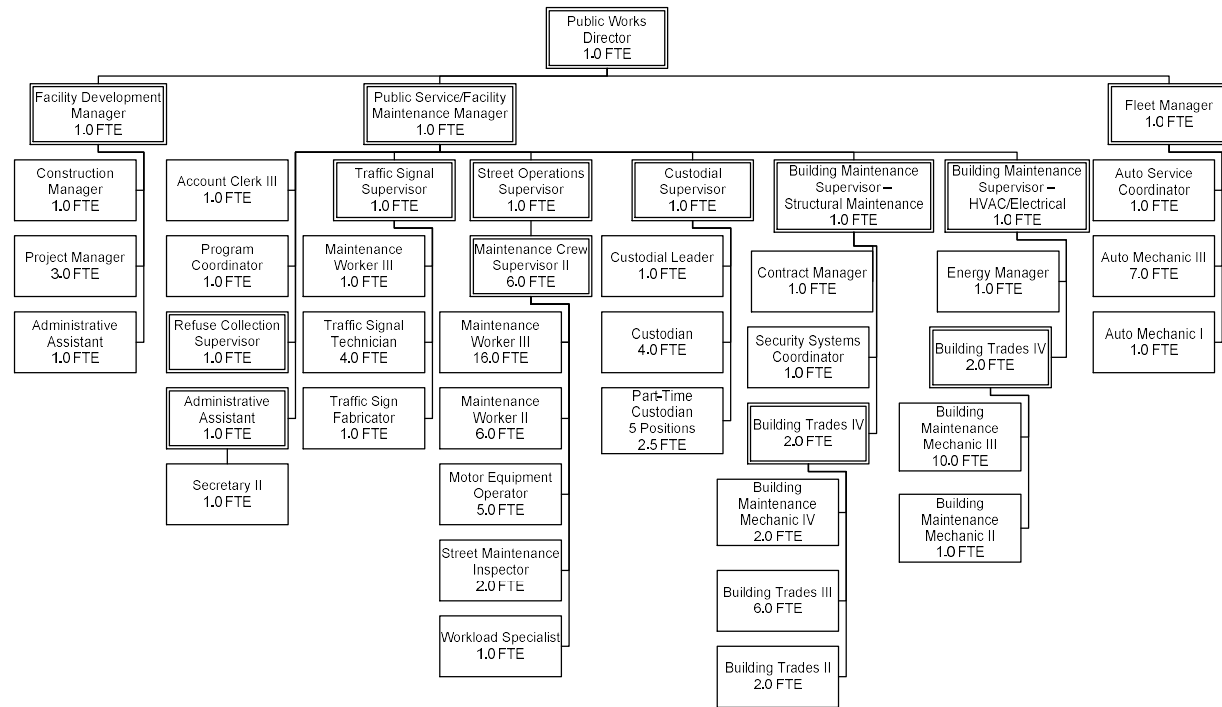 Public Works
Director
1.0 FTE
Facility Development
Manager
1.0 FTE
Public Service/Facility
Maintenance Manager
1.0 FTE
Fleet Manager
1.0 FTE
Construction
Manager
1.0 FTE
Project Manager
3.0 FTE
Administrative
Assistant
1.0 FTE
Account Clerk III
1.0 FTE
Program
Coordinator
1.0 FTE
Refuse Collection
Supervisor
1.0 FTE
Administrative
Assistant
1.0 FTE
Secretary II
1.0 FTE
Traffic Signal
Supervisor
1.0 FTE
Maintenance
Worker III
1.0 FTE
Traffic Signal
Technician
4.0 FTE
Traffic Sign
Fabricator
1.0 FTE
Street Operations
Supervisor
1.0 FTE
Maintenance Crew
Supervisor II
6.0 FTE
Maintenance
Worker III
16.0 FTE
Maintenance
Worker II
6.0 FTE
Motor Equipment
Operator
5.0 FTE
Street Maintenance
Inspector
2.0 FTE
Workload Specialist
1.0 FTE
Custodial
Supervisor
1.0 FTE
Custodial Leader
1.0 FTE
Custodian
4.0 FTE
Part-Time
Custodian
5 Positions
2.5 FTE
Building Maintenance
Supervisor –
Structural Maintenance
1.0 FTE
Contract Manager
1.0 FTE
Security Systems
Coordinator
1.0 FTE
Building Trades IV
2.0 FTE
Building
Maintenance
Mechanic IV
2.0 FTE
Building Trades III
6.0 FTE
Building Trades II
2.0 FTE
Building Maintenance
Supervisor –
HVAC/Electrical
1.0 FTE
Energy Manager
1.0 FTE
Building Trades IV
2.0 FTE
Building
Maintenance
Mechanic III
10.0 FTE
Building
Maintenance
Mechanic II
1.0 FTE
Auto Service
Coordinator
1.0 FTE
Auto Mechanic III
7.0 FTE
Auto Mechanic I
1.0 FTE